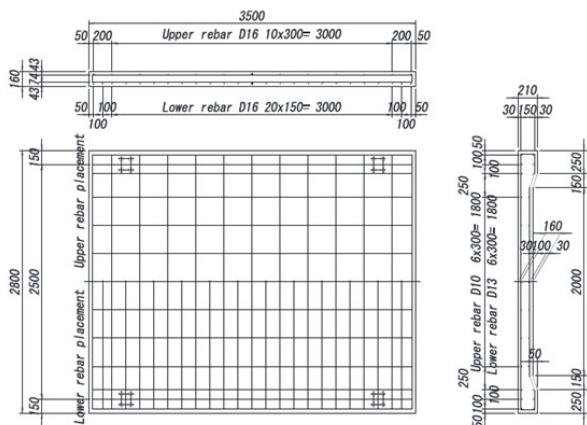 3500
50 200 Upper rebar D16 10x300= 3000 200 50
160 43 74 43
50 100 Lower rebar D16 20x150= 3000 100 50
100 100
2800
150 2500 150
Upper rebar placement
Lower rebar placement
210
30 150 30
50 100 100
250
Upper rebar D10 6x300= 1800
Lower rebar D13 6x300= 1800
250
100 100 50
160
30 100 30
50
250 150 2000 150 250